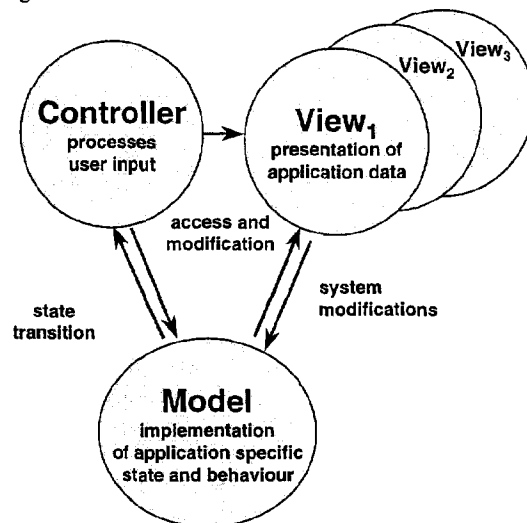 Controller
processes
user input
View1
presentation of
application data
View2
View3
access and
modification
state
transition
system
modifications
Model
implementation
of application specific
state and behaviour